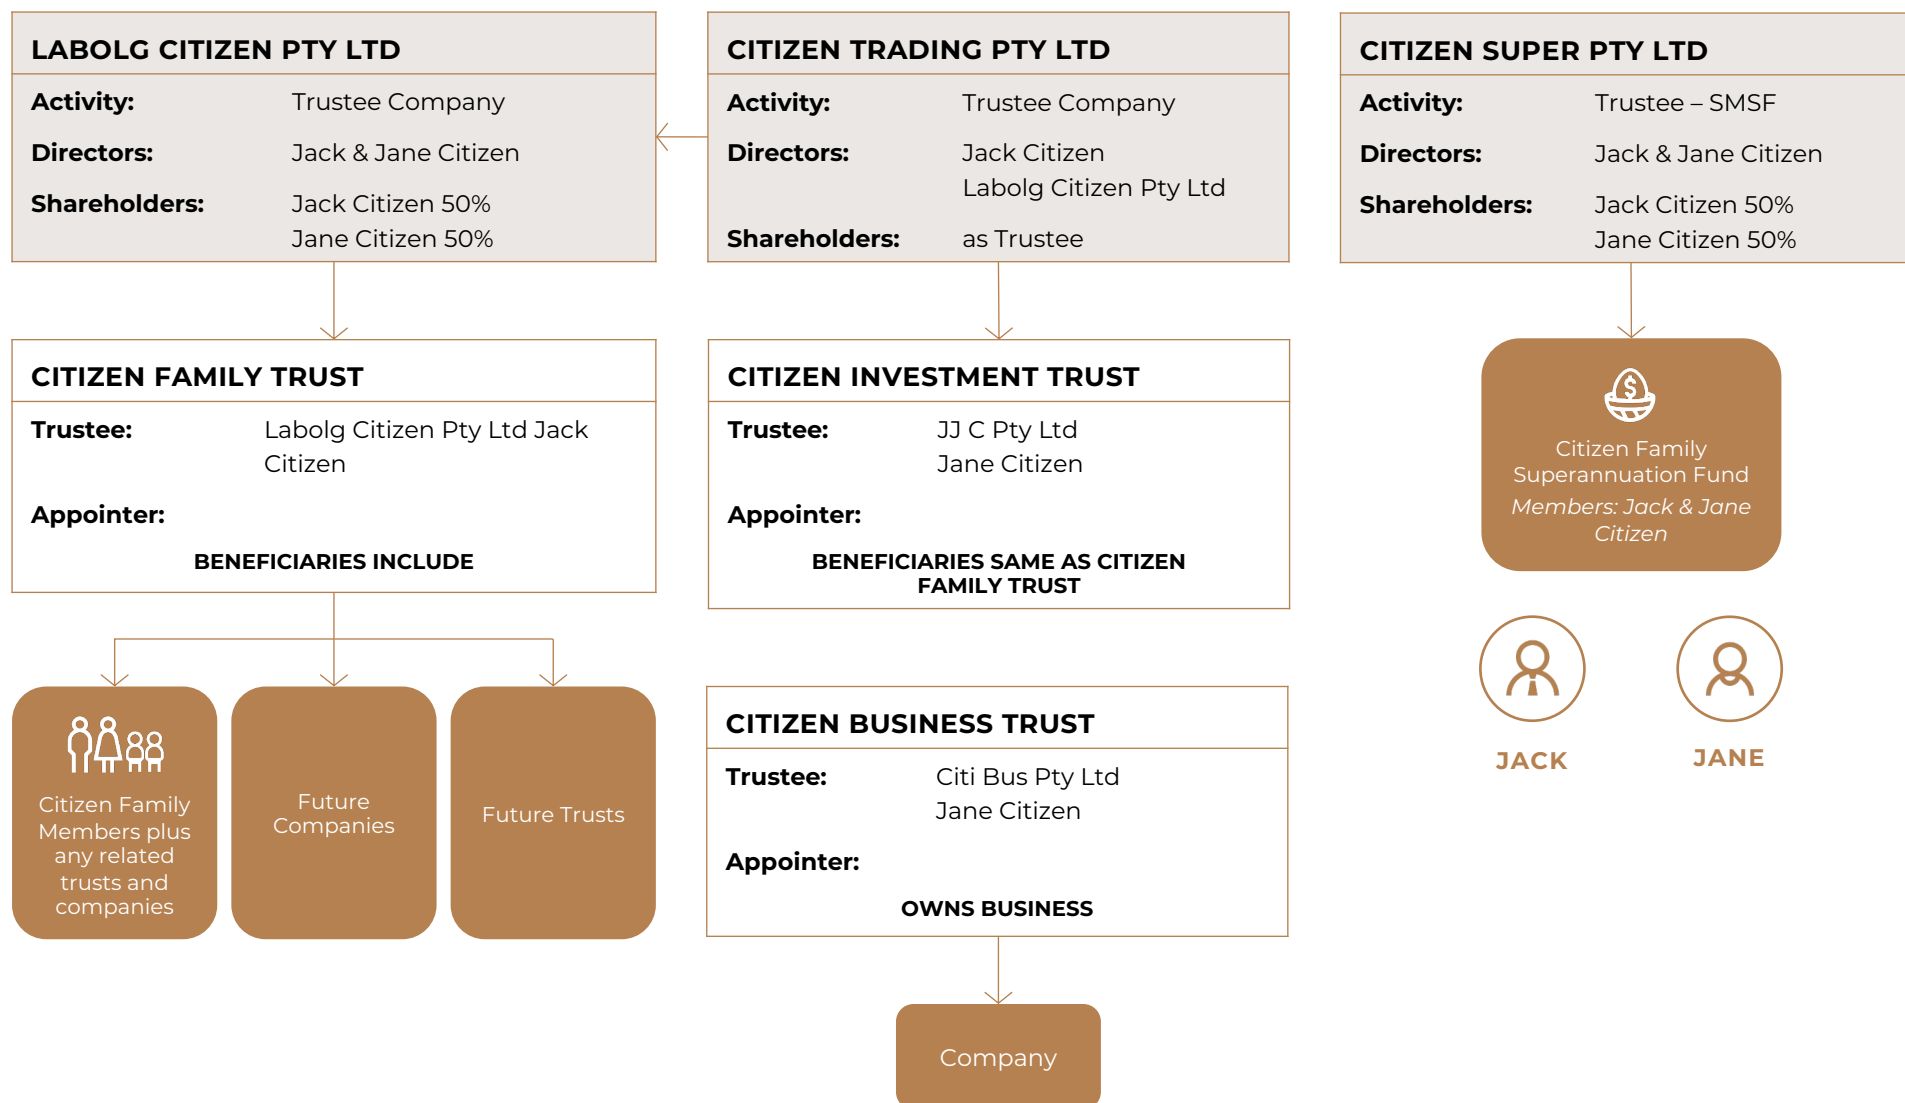 LABOLG CITIZEN PTY LTD
Activity: Trustee Company
Directors: Jack & Jane Citizen
Shareholders: Jack Citizen 50%
Jane Citizen 50%
CITIZEN TRADING PTY LTD
Activity: Trustee Company
Directors: Jack Citizen
Labolg Citizen Pty Ltd
Shareholders: as Trustee
CITIZEN SUPER PTY LTD
Activity: Trustee – SMSF
Directors: Jack & Jane Citizen
Shareholders: Jack Citizen 50%
Jane Citizen 50%
CITIZEN FAMILY TRUST
Trustee: Labolg Citizen Pty Ltd Jack
Citizen
Appointer:
BENEFICIARIES INCLUDE
CITIZEN INVESTMENT TRUST
Trustee: JJ C Pty Ltd
Jane Citizen
Appointer:
BENEFICIARIES SAME AS CITIZEN
FAMILY TRUST
$
Citizen Family
Superannuation Fund
Members: Jack & Jane
Citizen
JACK
JANE
Citizen Family
Members plus
any related
trusts and
companies
Future
Companies
Future Trusts
CITIZEN BUSINESS TRUST
Trustee: Citi Bus Pty Ltd
Jane Citizen
Appointer:
OWNS BUSINESS
Company